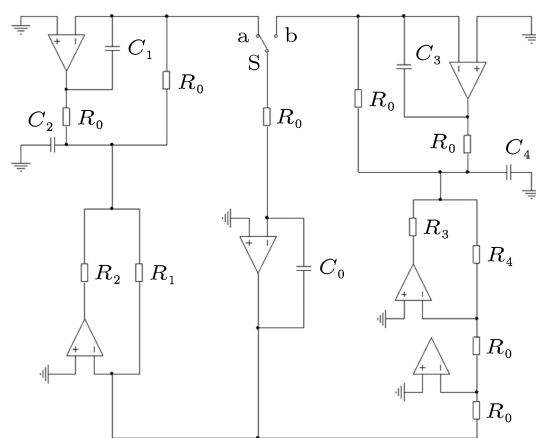 + −
C₁
a b
S
R₀
C₂
R₀
R₀
− +
C₃
R₀
R₀
C₄
+ −
C₀
R₂
R₁
+ −
R₃
R₄
+ −
R₀
+ −
R₀